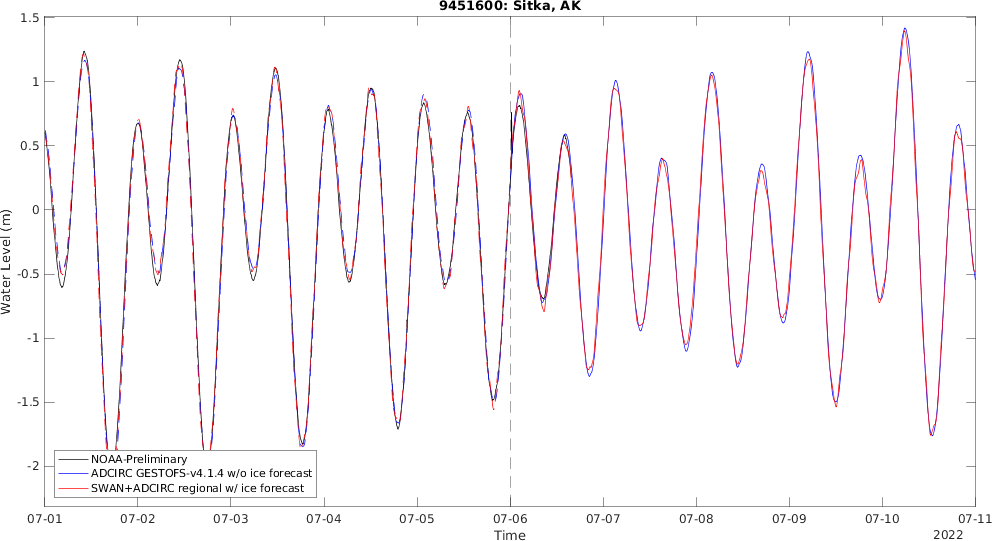 9451600: Sitka, AK
1.5
1
0.5
0
-0.5
-1
-1.5
-2
Water Level (m)
NOAA-Preliminary
ADCIRC GESTOFS-v4.1.4 w/o ice forecast
SWAN+ADCIRC regional w/ ice forecast
07-01 07-02 07-03 07-04 07-05 07-06 07-07 07-08 07-09 07-10 07-11
Time
2022